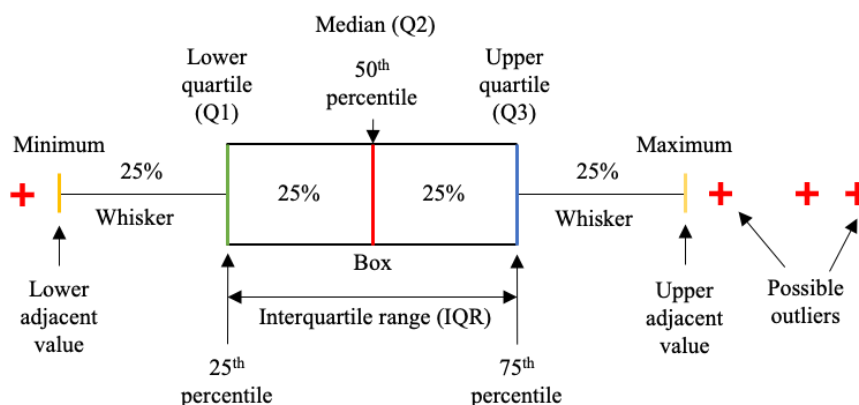 Median (Q2)
Lower
quartile
(Q1)
50th
percentile
Upper
quartile
(Q3)
Minimum
Maximum
25%
25%
25%
25%
Whisker
Whisker
Box
Lower
adjacent
value
Interquartile range (IQR)
Upper
adjacent
value
Possible
outliers
25th
percentile
75th
percentile